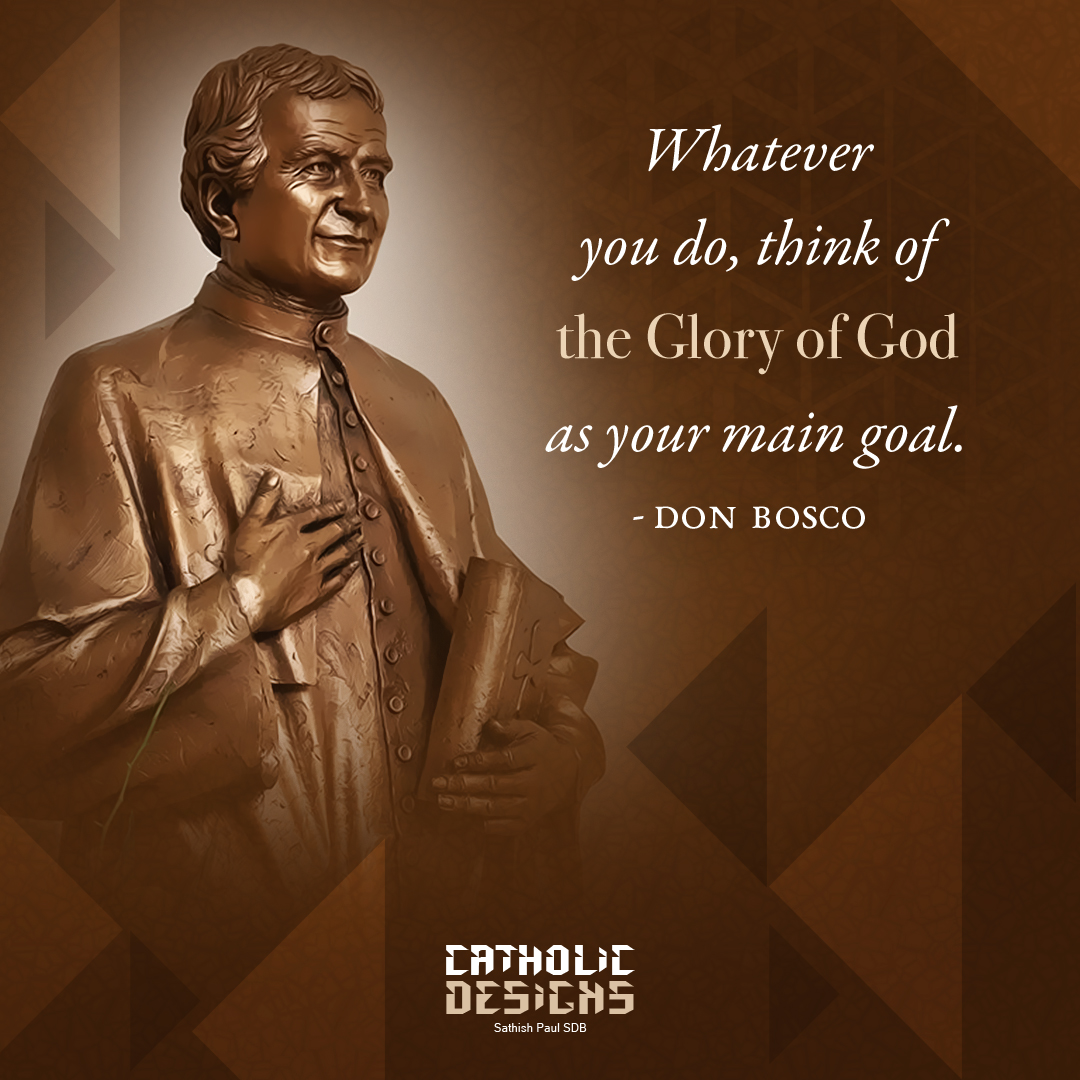 Whatever
you do, think of
the Glory of God
as your main goal.
- DON BOSCO
CATHOLIC
DESIGNS
Sathish Paul SDB